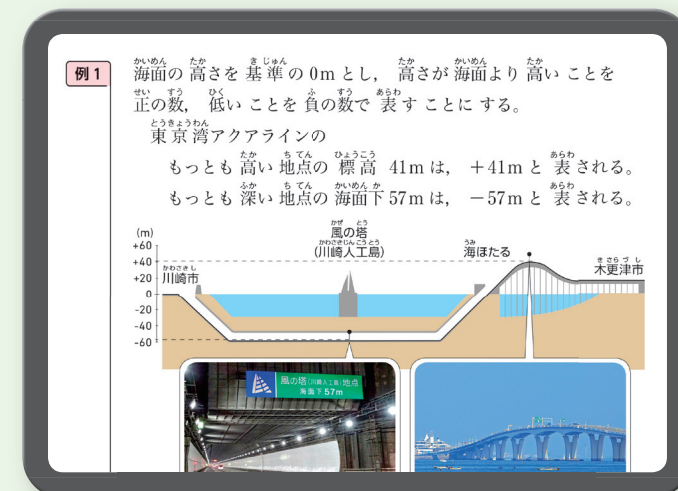 例1
海面の高さを基準の0mとし，高さが海面より高いことを
正の数，低いことを負の数で表すことにする。
東京湾アクアラインの
もっとも高い地点の標高 41mは，＋41mと表される。
もっとも深い地点の海面下57mは，－57mと表される。
(m)
+60
+40
+20
0
-20
-40
-60
川崎市
風の塔
(川崎人工島)
海ほたる
木更津市
風の塔(川崎人工島)地点
海面下57m